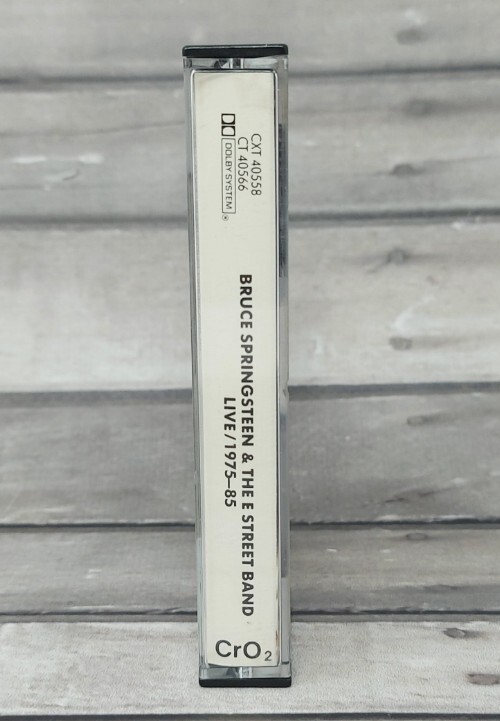 CXT 40558
CT 40566
DOLBY SYSTEM ®
BRUCE SPRINGSTEEN & THE E STREET BAND
LIVE/1975–85
CrO₂